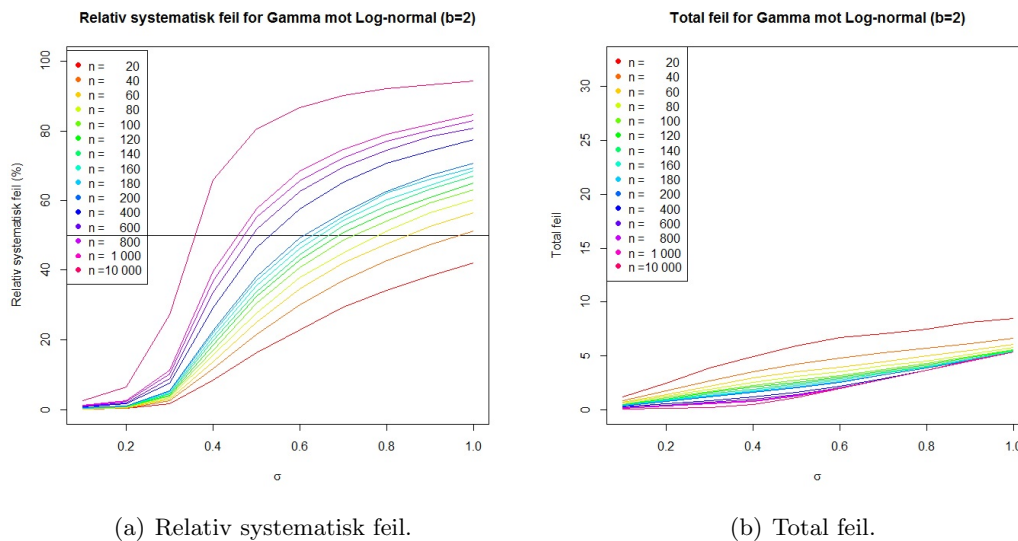 Relativ systematisk feil for Gamma mot Log-normal (b=2)
Relativ systematisk feil (%)
100
80
60
40
20
0
n = 20
n = 40
n = 60
n = 80
n = 100
n = 120
n = 140
n = 160
n = 180
n = 200
n = 400
n = 600
n = 800
n = 1 000
n =10 000
0.2
0.4
0.6
0.8
1.0
σ
(a) Relativ systematisk feil.
Total feil for Gamma mot Log-normal (b=2)
Total feil
30
25
20
15
10
5
0
n = 20
n = 40
n = 60
n = 80
n = 100
n = 120
n = 140
n = 160
n = 180
n = 200
n = 400
n = 600
n = 800
n = 1 000
n =10 000
0.2
0.4
0.6
0.8
1.0
σ
(b) Total feil.